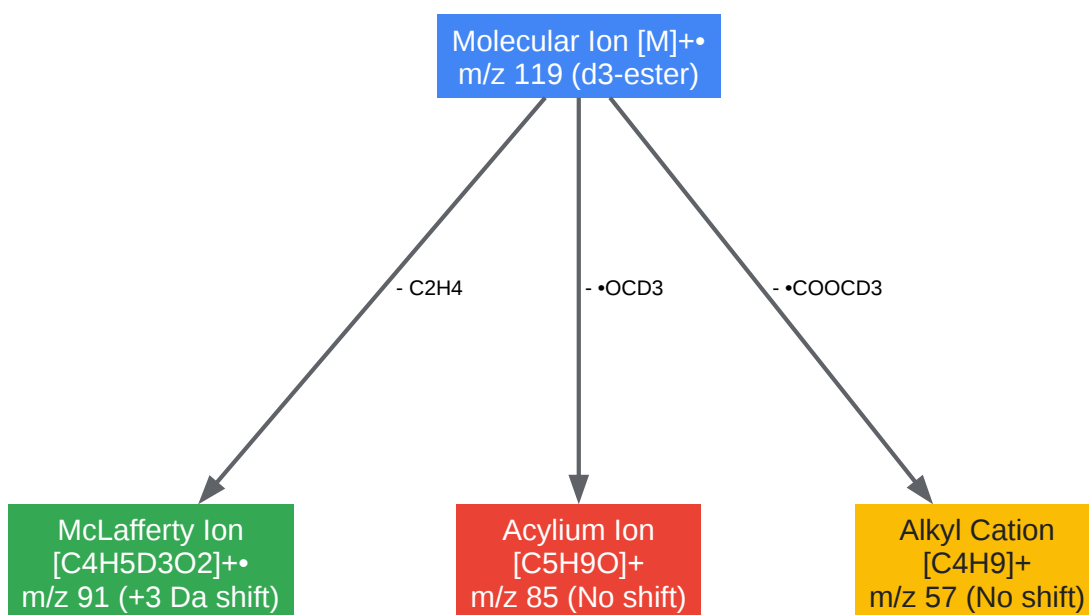 Molecular Ion [M]+•
m/z 119 (d3-ester)
- C2H4
- •OCD3
- •COOCD3
McLafferty Ion
[C4H5D3O2]+•
m/z 91 (+3 Da shift)
Acylium Ion
[C5H9O]+
m/z 85 (No shift)
Alkyl Cation
[C4H9]+
m/z 57 (No shift)